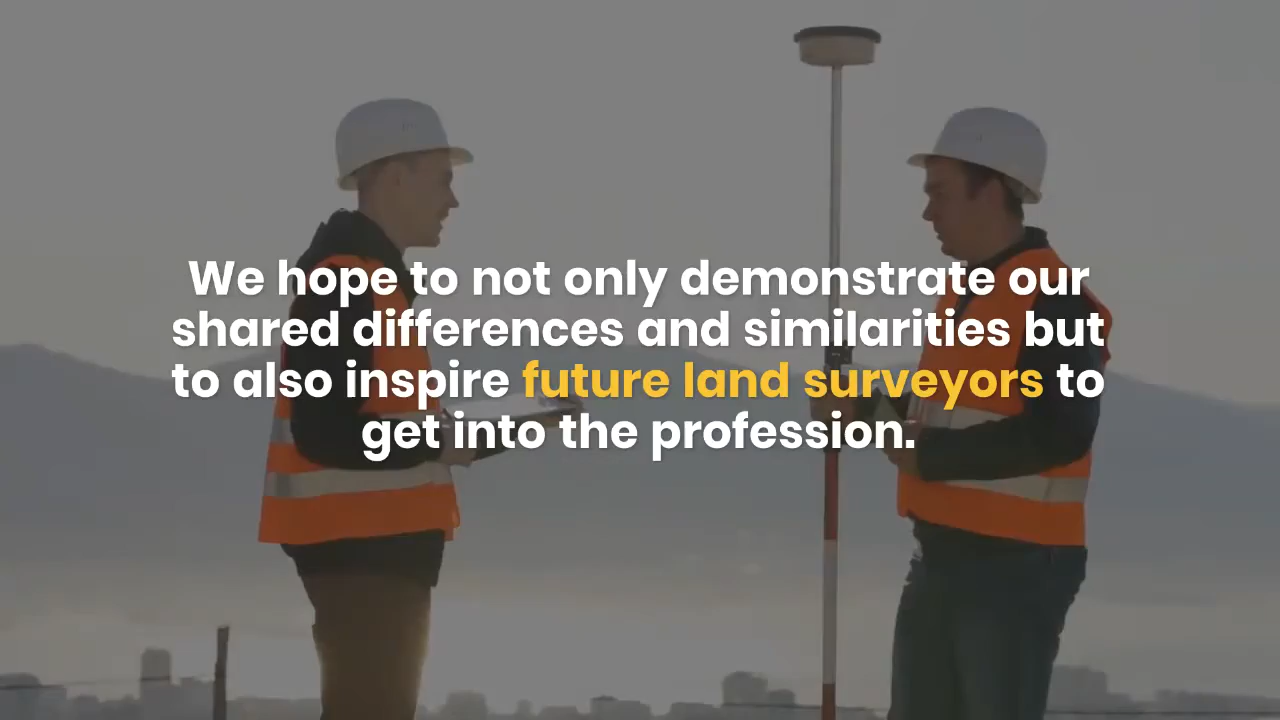 We hope to not only demonstrate our
shared differences and similarities but
to also inspire future land surveyors to
get into the profession.